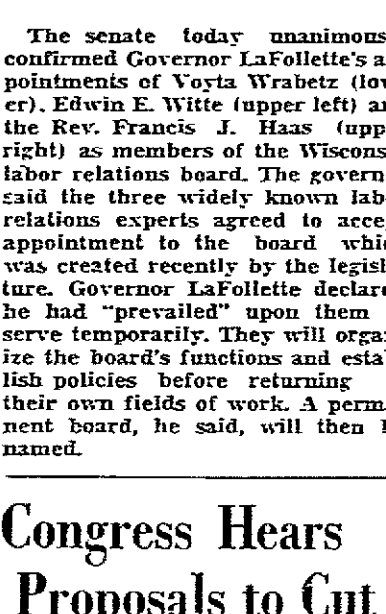 The senate today unanimous
confirmed Governor LaFollette's a
pointments of Voyta Wrabetz (lov
er), Edwin E. Witte (upper left) an
the Rev. Francis J. Haas (upp
right) as members of the Wiscons
labor relations board. The govern
said the three widely known lab
relations experts agreed to acce
appointment to the board whi
was created recently by the legisl
ture. Governor LaFollette declare
he had "prevailed" upon them
serve temporarily. They will orga
ize the board's functions and esta
lish policies before returning
their own fields of work. A perm
nent board, he said, will then b
named.
Congress Hears
Proposals to Cut